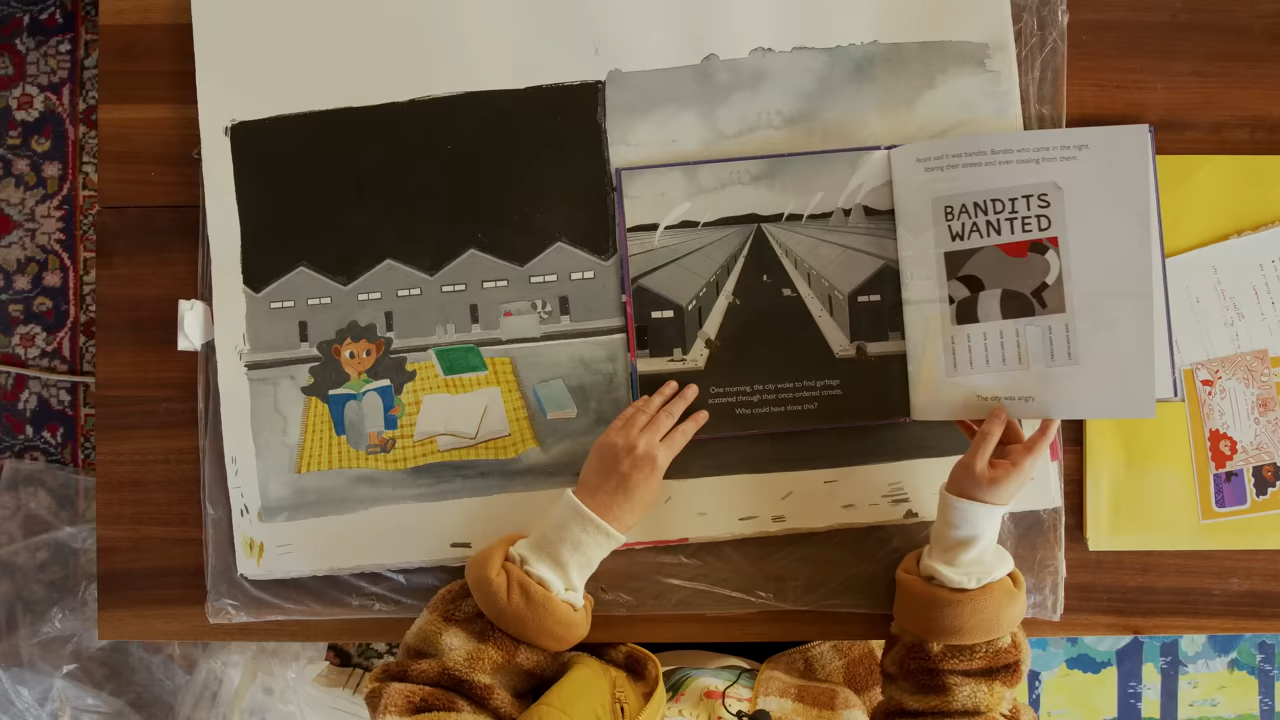 One morning, the city woke to find garbage
scattered through their once-ordered streets.
Who could have done this?
People said it was bandits. Bandits who came in the night,
tearing their streets and even stealing from them.
BANDITS
WANTED
The city was angry.